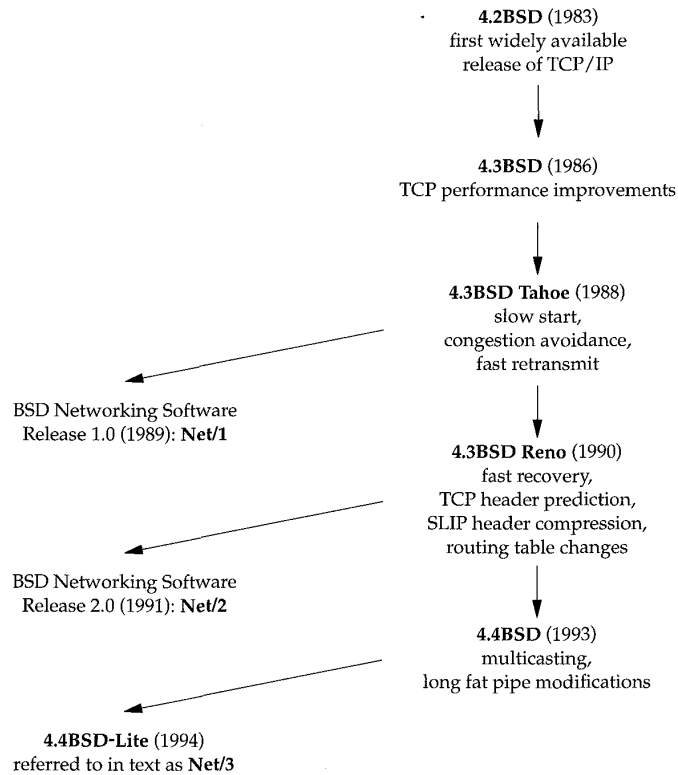 4.2BSD (1983)
first widely available
release of TCP/IP
4.3BSD (1986)
TCP performance improvements
4.3BSD Tahoe (1988)
slow start,
congestion avoidance,
fast retransmit
BSD Networking Software
Release 1.0 (1989): Net/1
4.3BSD Reno (1990)
fast recovery,
TCP header prediction,
SLIP header compression,
routing table changes
BSD Networking Software
Release 2.0 (1991): Net/2
4.4BSD (1993)
multicasting,
long fat pipe modifications
4.4BSD-Lite (1994)
referred to in text as Net/3